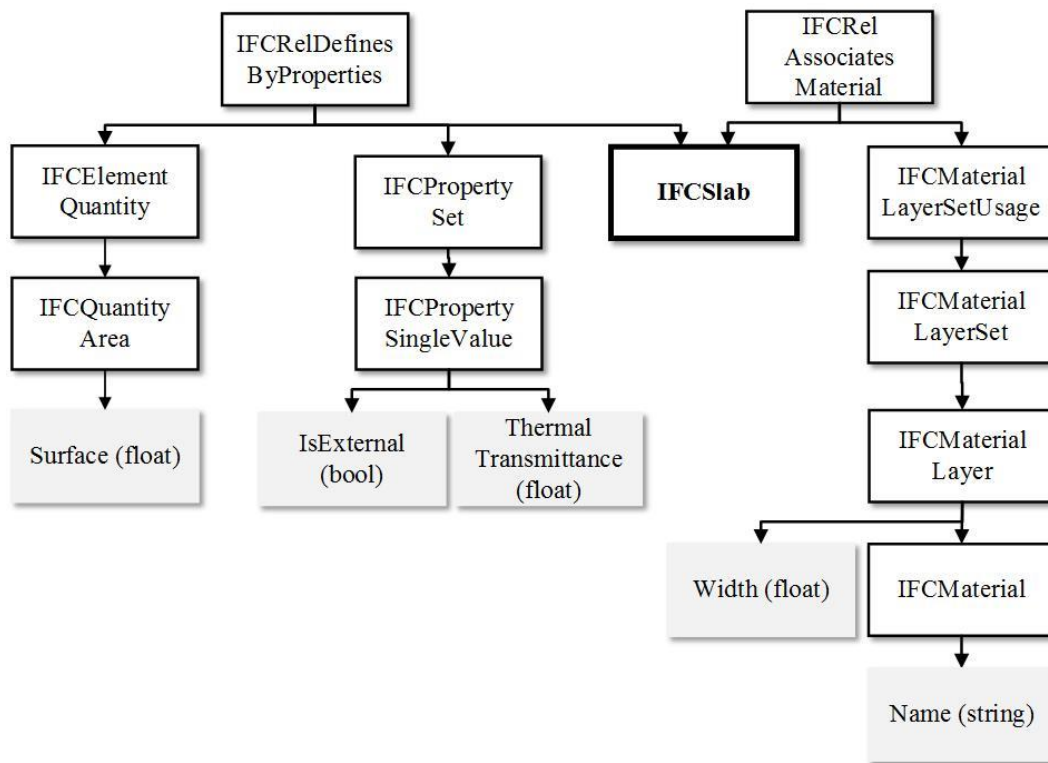 IFCRelDefines
ByProperties
IFCRel
Associates
Material
IFCElement
Quantity
IFCProperty
Set
IFCSlab
IFCMaterial
LayerSetUsage
IFCQuantity
Area
IFCProperty
SingleValue
IFCMaterial
LayerSet
Surface (float)
IsExternal
(bool)
Thermal
Transmittance
(float)
IFCMaterial
Layer
Width (float)
IFCMaterial
Name (string)